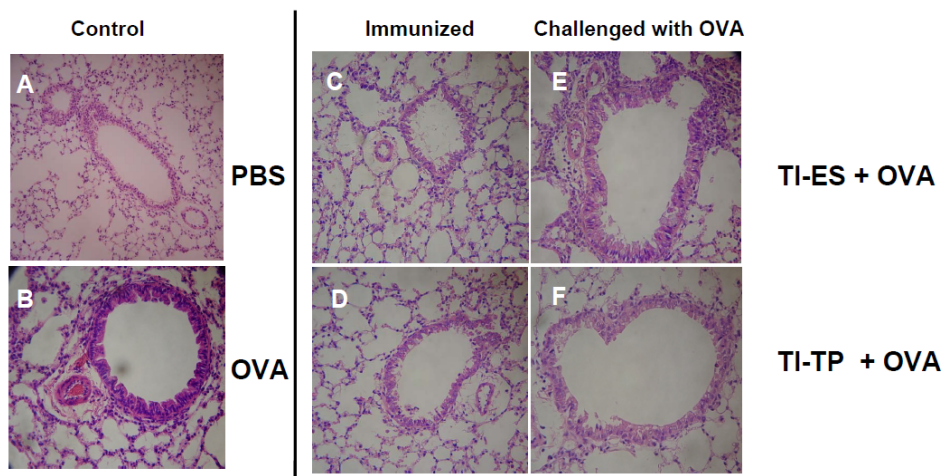 Control
Immunized
Challenged with OVA
A
C
E
PBS
TI-ES + OVA
B
D
F
OVA
TI-TP + OVA